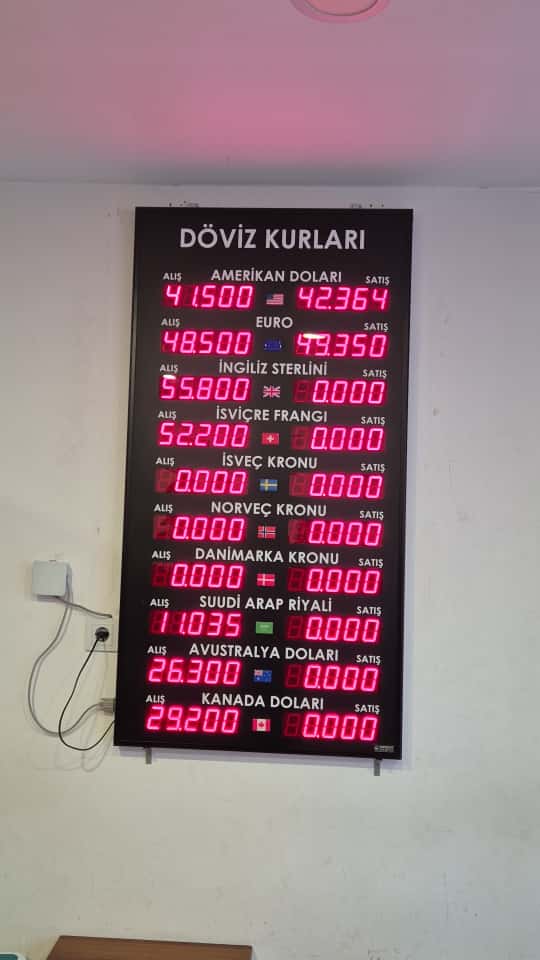 DÖVİZ KURLARI
ALIŞ AMERİKAN DOLARI SATIŞ
41.500 42.364
ALIŞ EURO SATIŞ
48.500 49.350
ALIŞ İNGİLİZ STERLİNİ SATIŞ
55.800 0.000
ALIŞ İSVİÇRE FRANGI SATIŞ
52.200 0.000
ALIŞ İSVEÇ KRONU SATIŞ
0.000 0.000
ALIŞ NORVEÇ KRONU SATIŞ
0.000 0.000
ALIŞ DANİMARKA KRONU SATIŞ
0.000 0.000
ALIŞ SUUDİ ARAP RİYALİ SATIŞ
11.035 0.000
ALIŞ AVUSTRALYA DOLARI SATIŞ
26.300 0.000
ALIŞ KANADA DOLARI SATIŞ
29.200 0.000